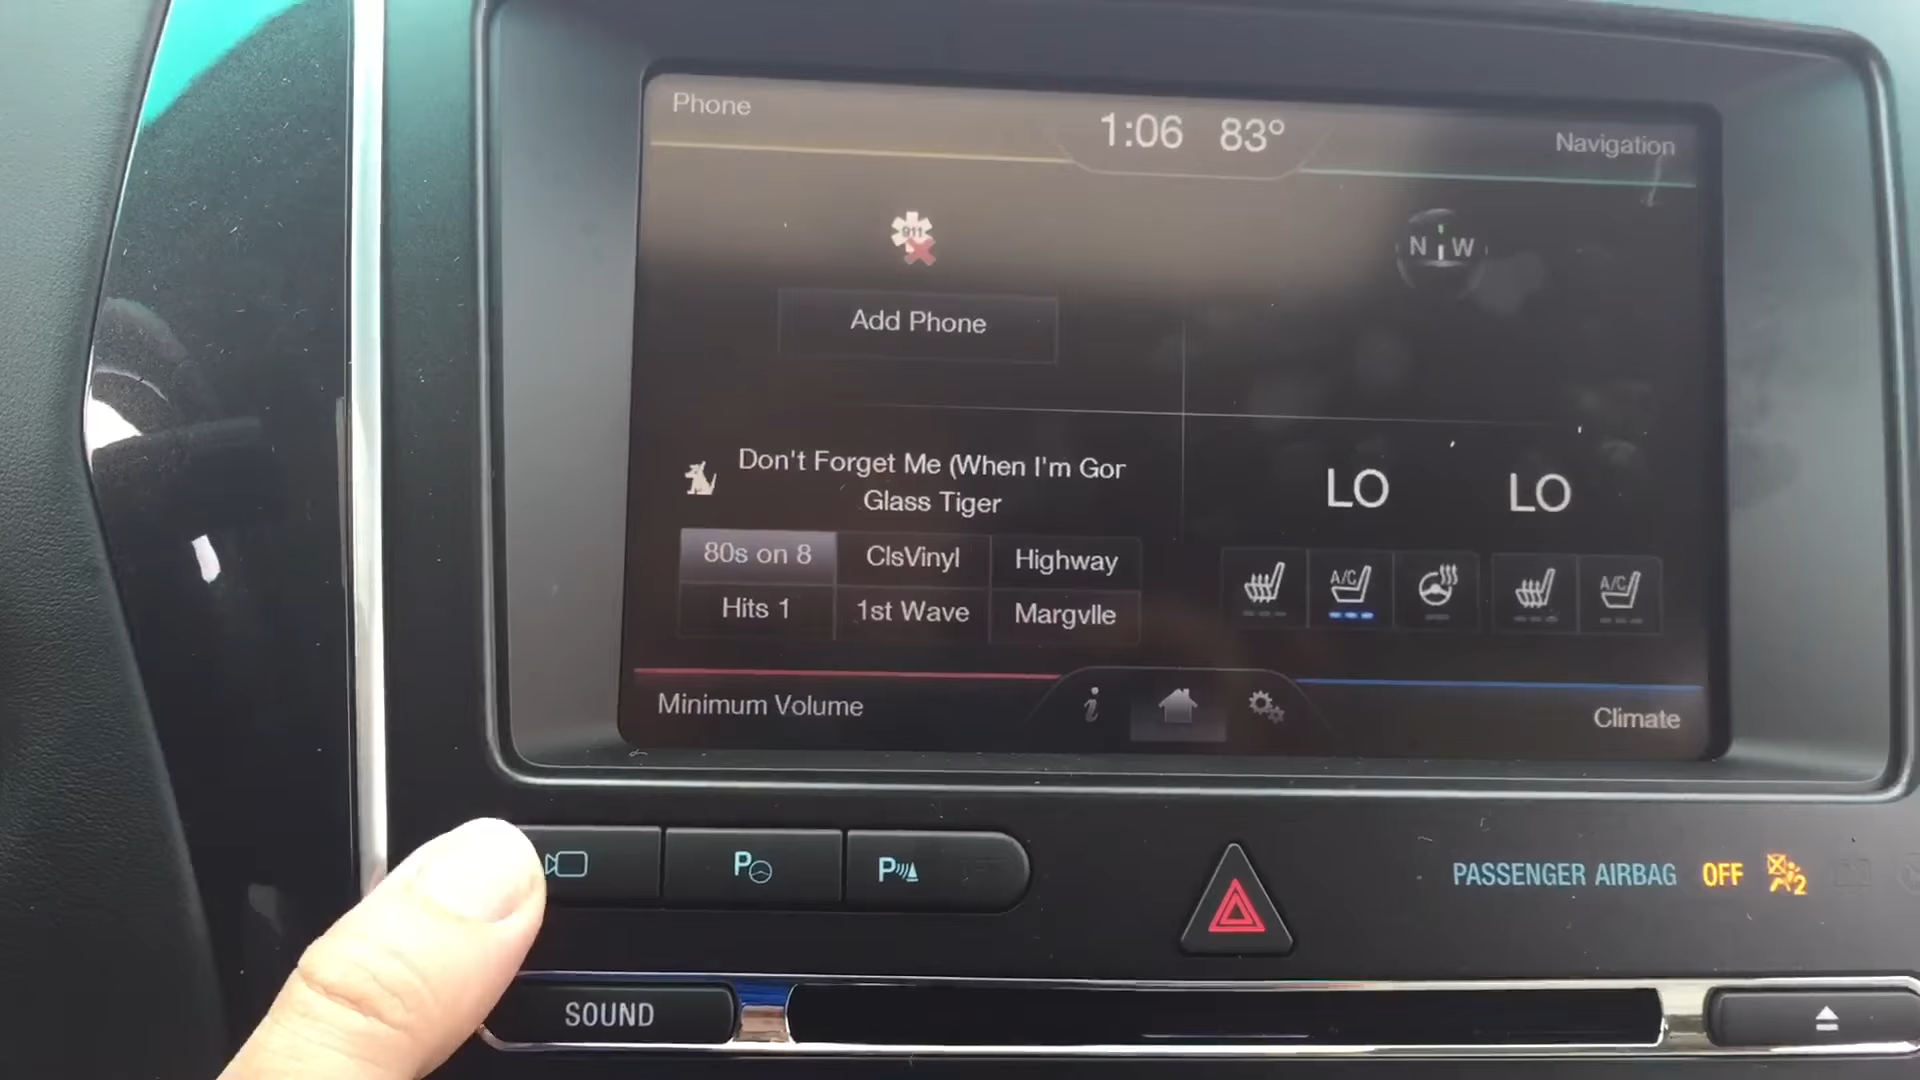 Phone
1:06 83°
Navigation
911
N W
Add Phone
Don't Forget Me (When I'm Gor
Glass Tiger
LO LO
80s on 8 ClsVinyl Highway
Hits 1 1st Wave Margvlle
A/C A/C
Minimum Volume
i
Climate
P P
PASSENGER AIRBAG OFF 2
SOUND